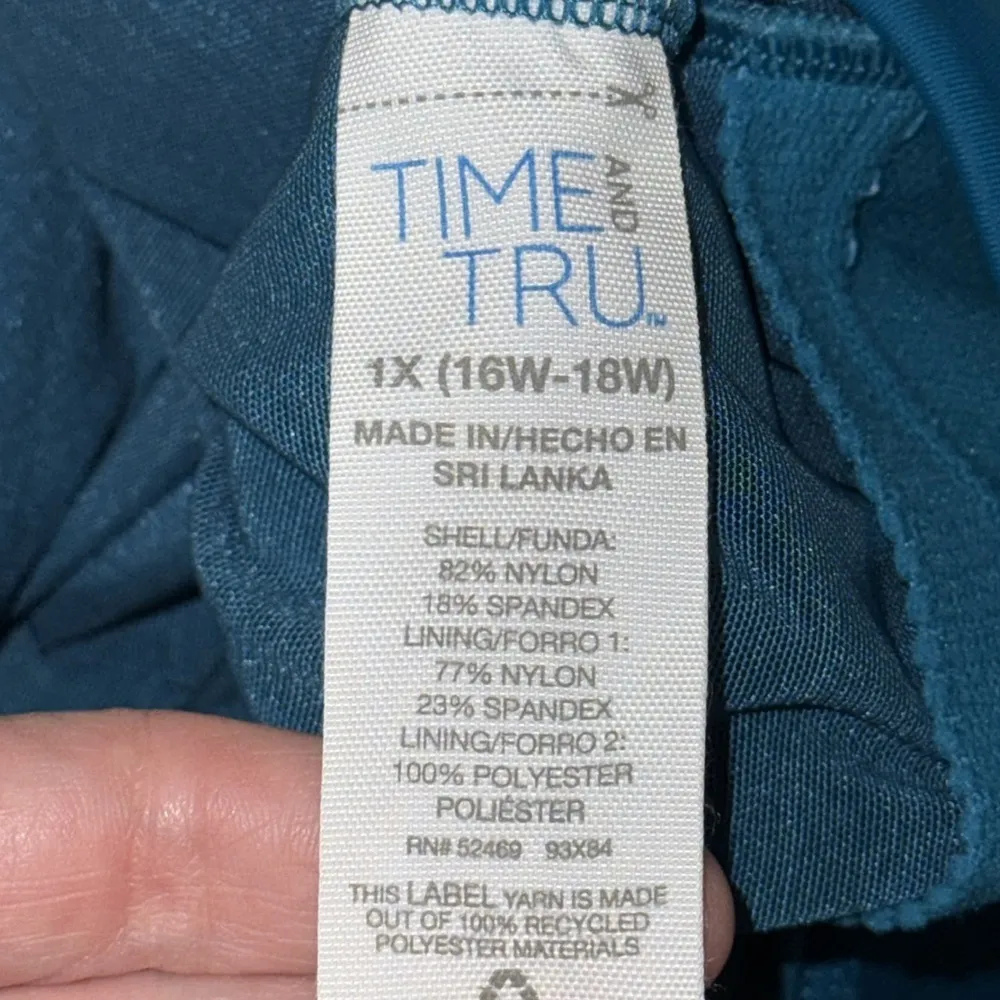 TIME AND
TRU™
1X (16W-18W)
MADE IN/HECHO EN
SRI LANKA
SHELL/FUNDA:
82% NYLON
18% SPANDEX
LINING/FORRO 1:
77% NYLON
23% SPANDEX
LINING/FORRO 2:
100% POLYESTER
POLIÉSTER
RN# 52469 93X84
THIS LABEL YARN IS MADE
OUT OF 100% RECYCLED
POLYESTER MATERIALS